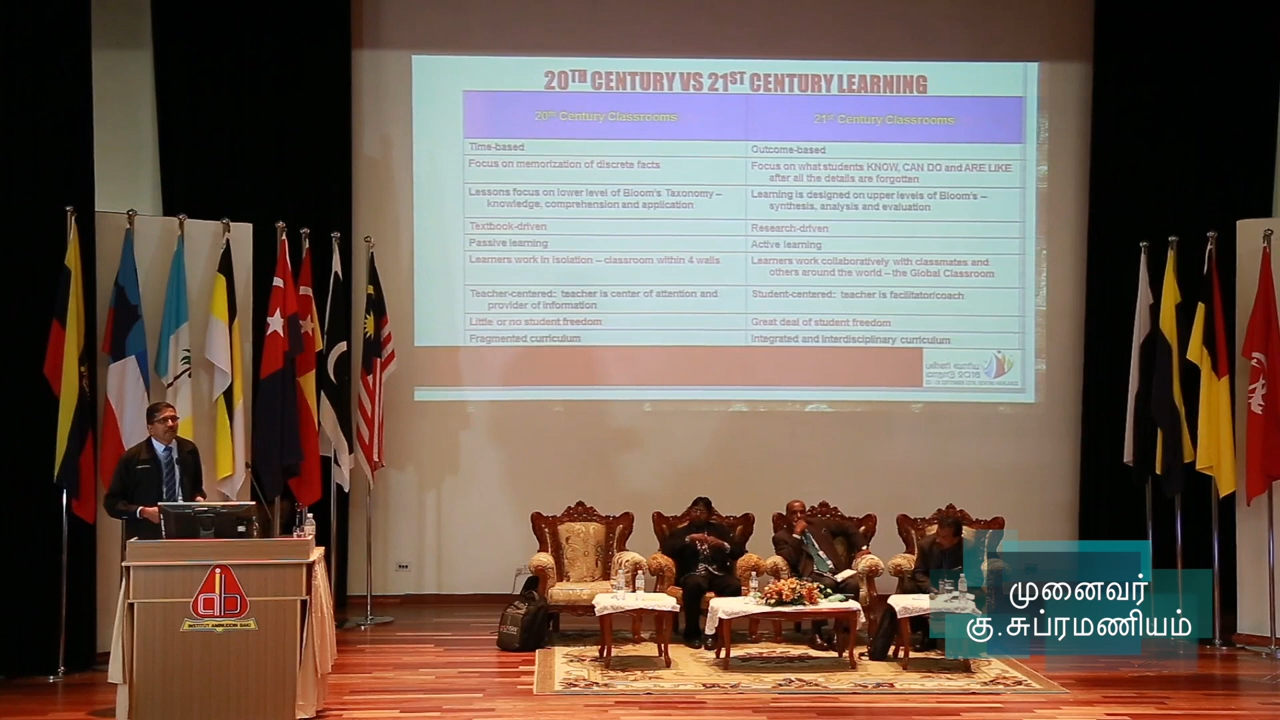 20TH CENTURY VS 21ST CENTURY LEARNING
20th Century Classrooms
21st Century Classrooms
Time-based
Outcome-based
Focus on memorization of discrete facts
Focus on what students KNOW, CAN DO and ARE LIKE
after all the details are forgotten
Lessons focus on lower level of Bloom's Taxonomy –
knowledge, comprehension and application
Learning is designed on upper levels of Bloom's –
synthesis, analysis and evaluation
Textbook-driven
Research-driven
Passive learning
Active learning
Learners work in isolation – classroom within 4 walls
Learners work collaboratively with classmates and
others around the world – the Global Classroom
Teacher-centered: teacher is center of attention and
provider of information
Student-centered: teacher is facilitator/coach
Little or no student freedom
Great deal of student freedom
Fragmented curriculum
Integrated and Interdisciplinary curriculum
INSTITUT AMINUDDIN BAKI
முனைவர்
கு.சுப்ரமணியம்